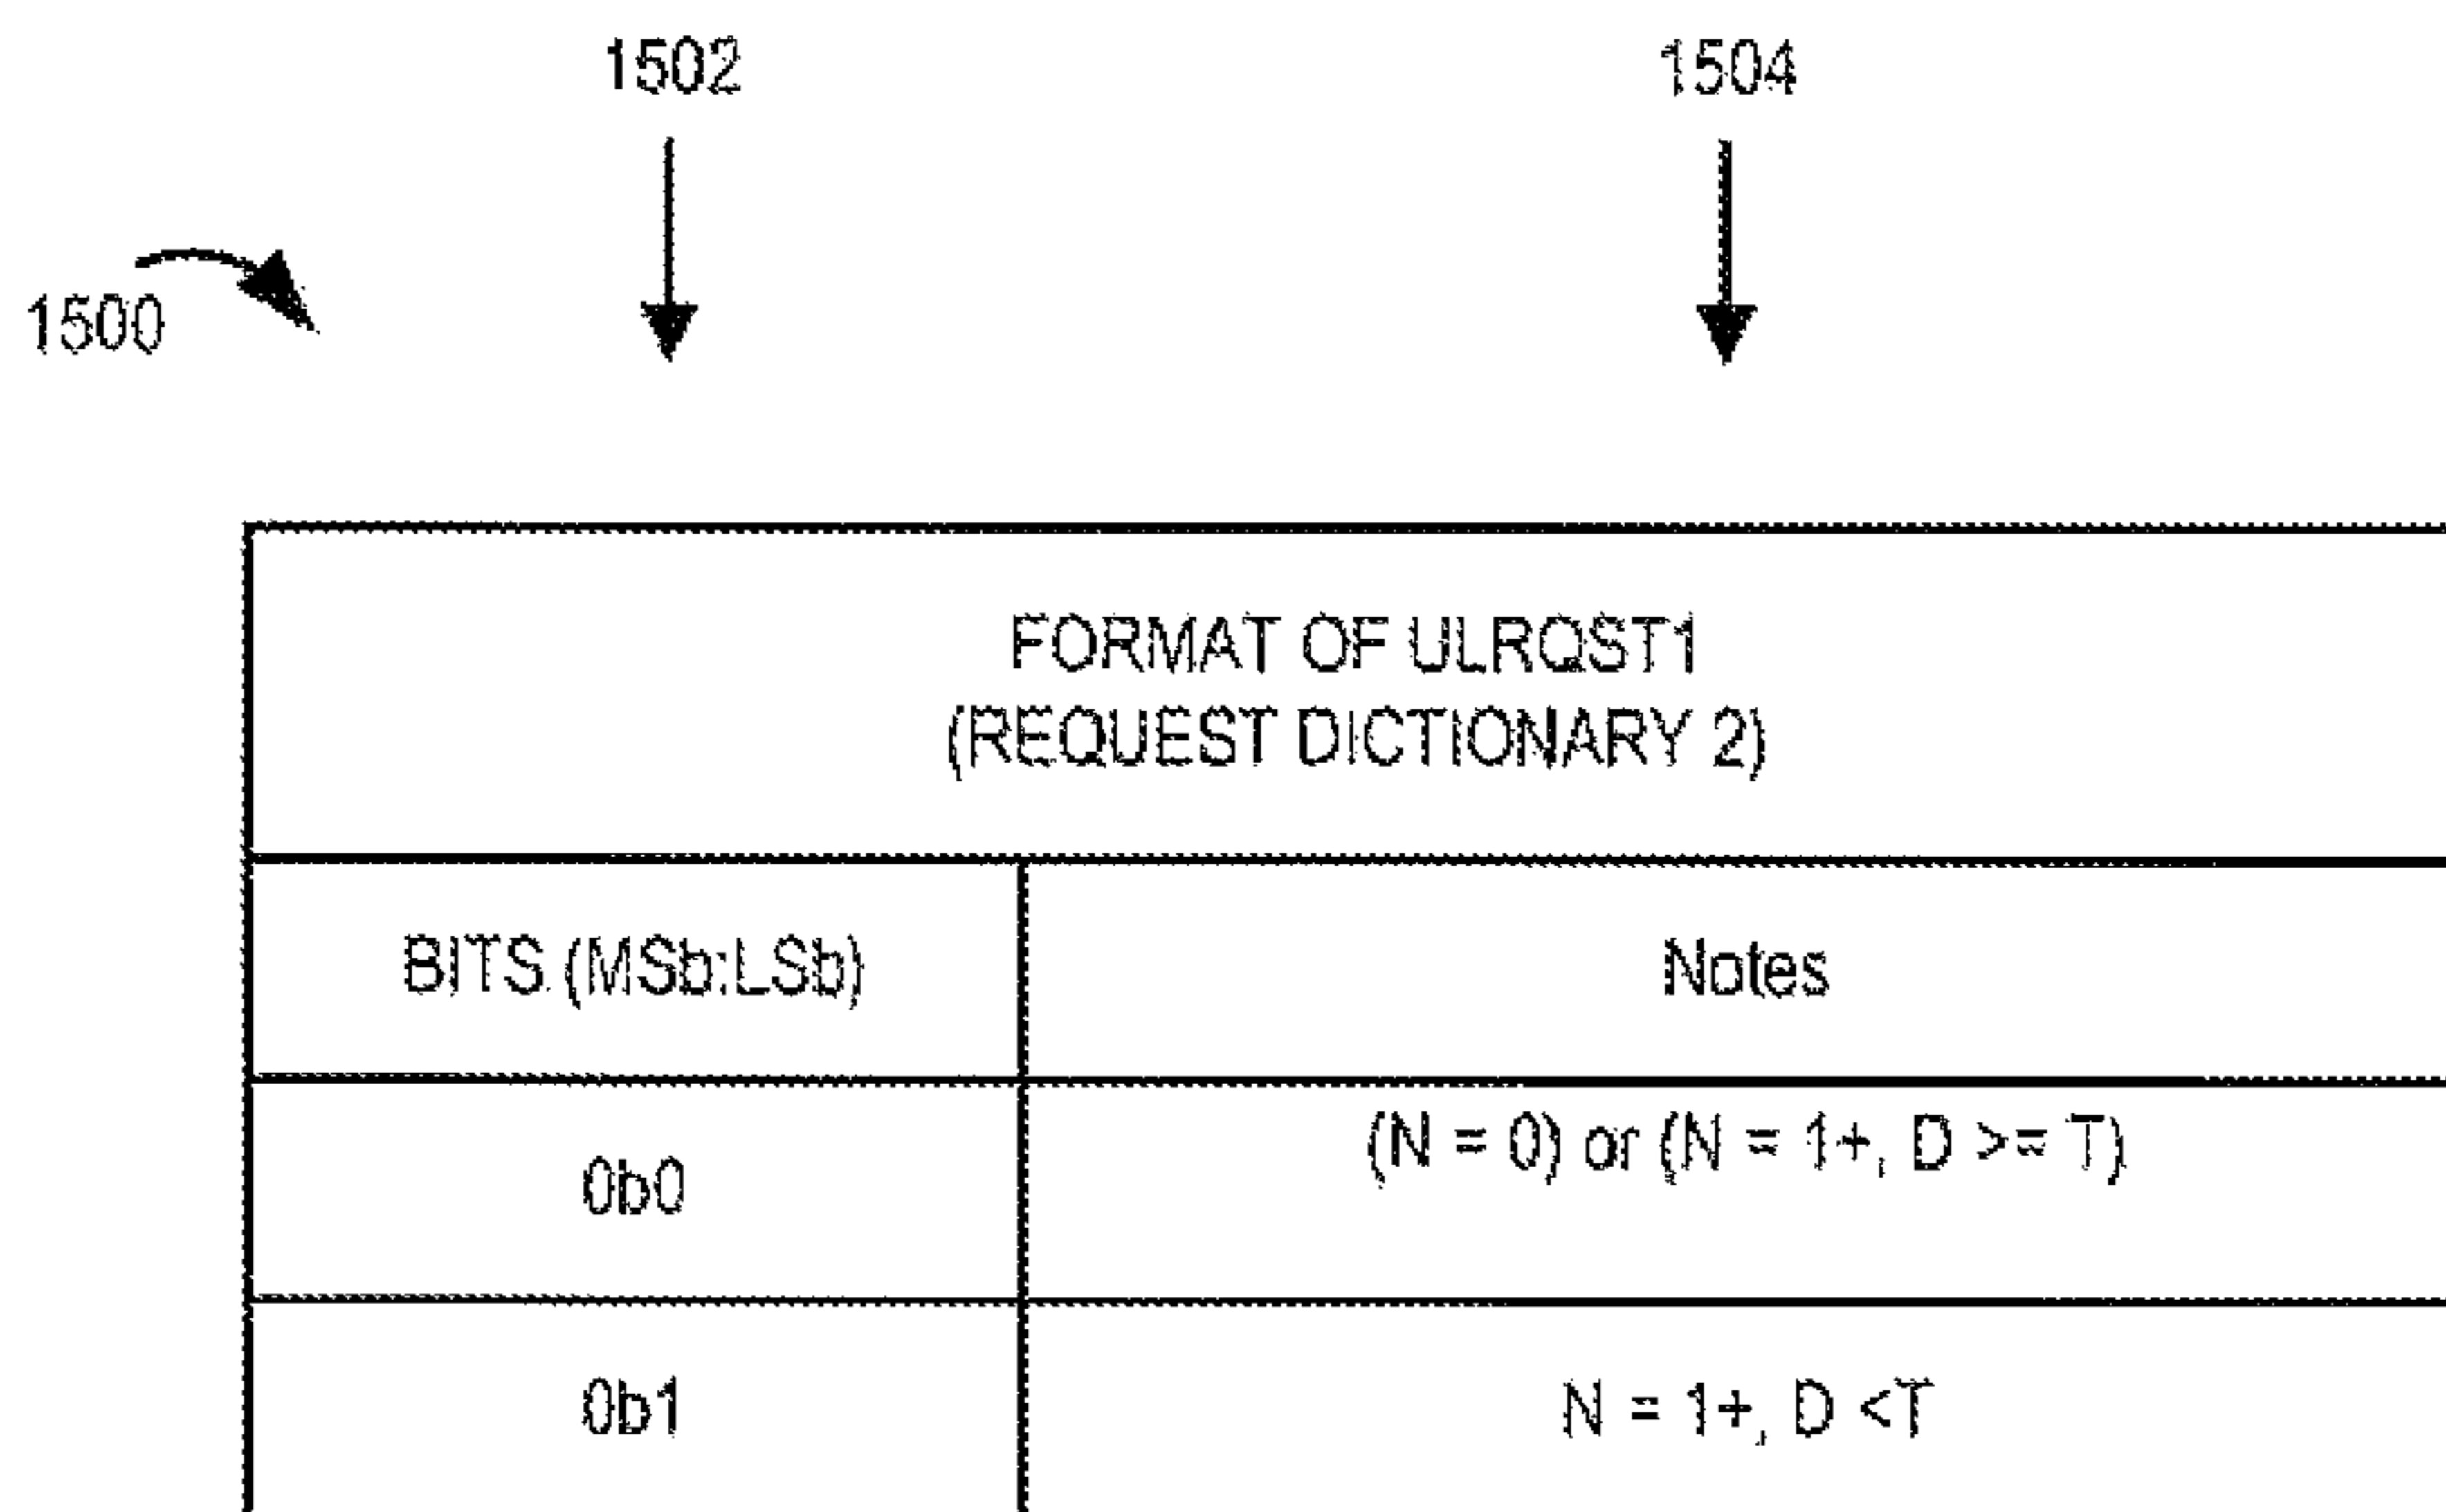 1502
1504
1500
FORMAT OF ULRQST1
(REQUEST DICTIONARY 2)
BITS (MSb:LSb)
Notes
0b0
(N = 0) or (N = 1+, D >= T)
0b1
N = 1+, D <T